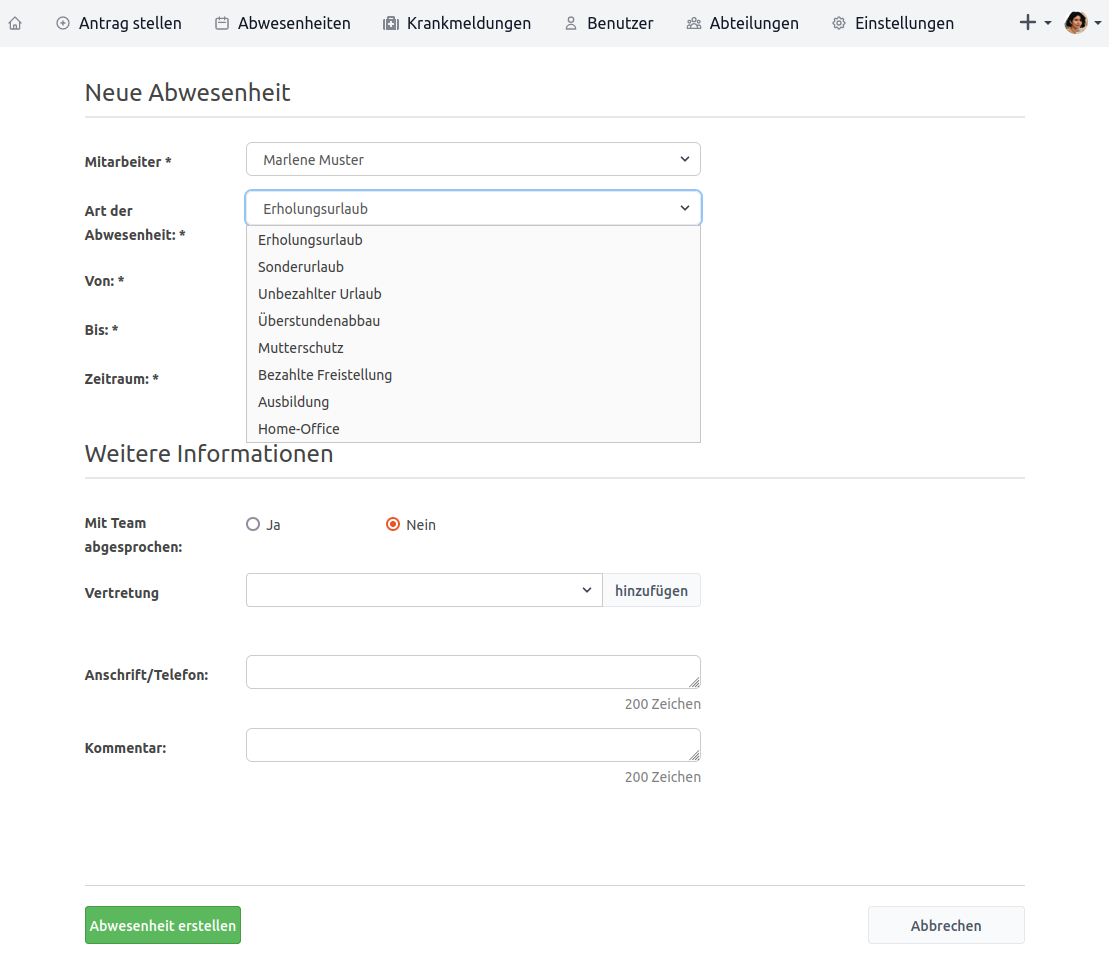 Antrag stellen Abwesenheiten Krankmeldungen Benutzer Abteilungen Einstellungen
Neue Abwesenheit
Mitarbeiter * Marlene Muster
Art der
Abwesenheit: * Erholungsurlaub
Erholungsurlaub
Sonderurlaub
Von: * Unbezahlter Urlaub
Überstundenabbau
Bis: * Mutterschutz
Zeitraum: * Bezahlte Freistellung
Ausbildung
Home-Office
Weitere Informationen
Mit Team
abgesprochen: Ja Nein
Vertretung hinzufügen
Anschrift/Telefon:
200 Zeichen
Kommentar:
200 Zeichen
Abwesenheit erstellen Abbrechen